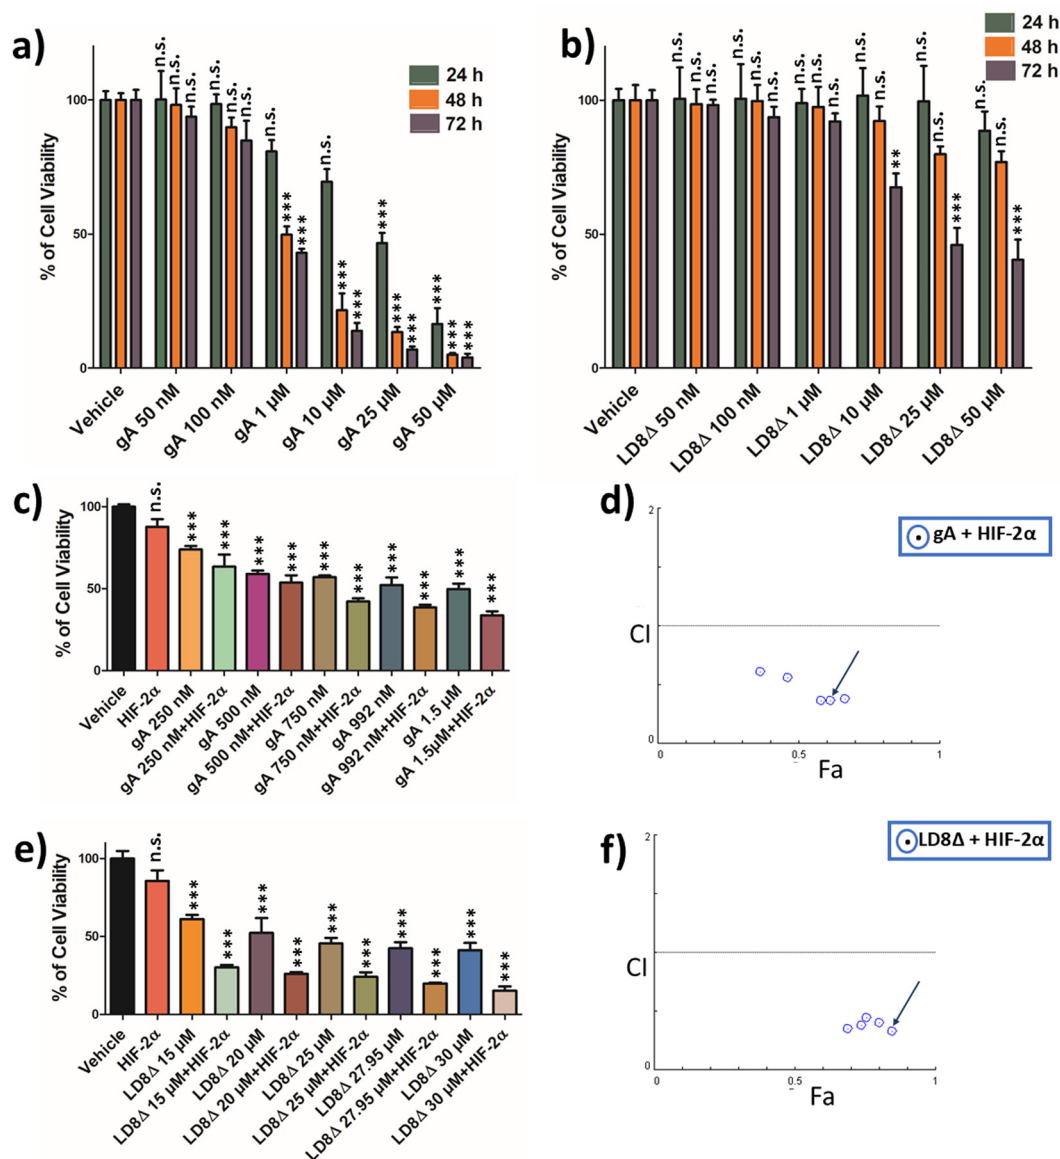 a)
% of Cell Viability
100
50
0
n.s.
n.s.
n.s.
n.s.
n.s.
n.s.
n.s.
***
***
n.s.
***
***
***
***
***
***
***
***
24 h
48 h
72 h
Vehicle
gA 50 nM
gA 100 nM
gA 1 µM
gA 10 µM
gA 25 µM
gA 50 µM
b)
% of Cell Viability
100
50
0
n.s.
n.s.
n.s.
n.s.
n.s.
n.s.
n.s.
n.s.
n.s.
n.s.
n.s.
**
n.s.
n.s.
***
n.s.
n.s.
***
24 h
48 h
72 h
Vehicle
LD8Δ 50 nM
LD8Δ 100 nM
LD8Δ 1 µM
LD8Δ 10 µM
LD8Δ 25 µM
LD8Δ 50 µM
c)
% of Cell Viability
100
50
0
n.s.
***
***
***
***
***
***
***
***
***
***
Vehicle
HIF-2α
gA 250 nM
gA 250 nM+HIF-2α
gA 500 nM
gA 500 nM+HIF-2α
gA 750 nM
gA 750 nM+HIF-2α
gA 992 nM
gA 992 nM+HIF-2α
gA 1.5 µM
gA 1.5µM+HIF-2α
d)
gA + HIF-2α
2
CI
0
0
0.5
1
Fa
e)
% of Cell Viability
100
50
0
n.s.
***
***
***
***
***
***
***
***
***
***
Vehicle
HIF-2α
LD8Δ 15 µM
LD8Δ 15 µM+HIF-2α
LD8Δ 20 µM
LD8Δ 20 µM+HIF-2α
LD8Δ 25 µM
LD8Δ 25 µM+HIF-2α
LD8Δ 27.95 µM
LD8Δ 27.95 µM+HIF-2α
LD8Δ 30 µM
LD8Δ 30 µM+HIF-2α
f)
LD8Δ + HIF-2α
2
CI
0
0
0.5
1
Fa